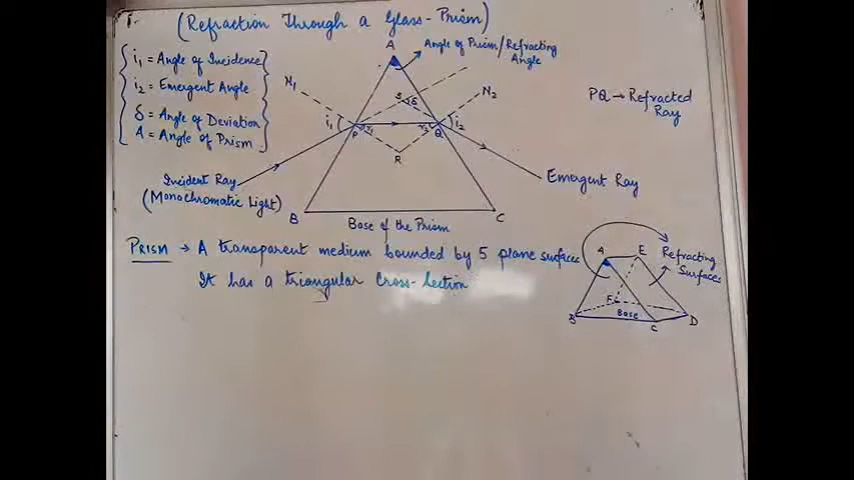 1.
(Refraction Through a Glass-Prism)
i1 = Angle of Incidence
i2 = Emergent Angle
δ = Angle of Deviation
A = Angle of Prism
A
Angle of Prism/Refracting
Angle
N1
N2
S
δ
i1
P
r1
r2
Q
i2
R
PQ → Refracted
Ray
Incident Ray
(Monochromatic Light)
Emergent Ray
B
C
Base of the Prism
PRISM → A transparent medium bounded by 5 plane surfaces
It has a triangular Cross-Section
A
E
Refracting
Surfaces
F
B
Base
C
D